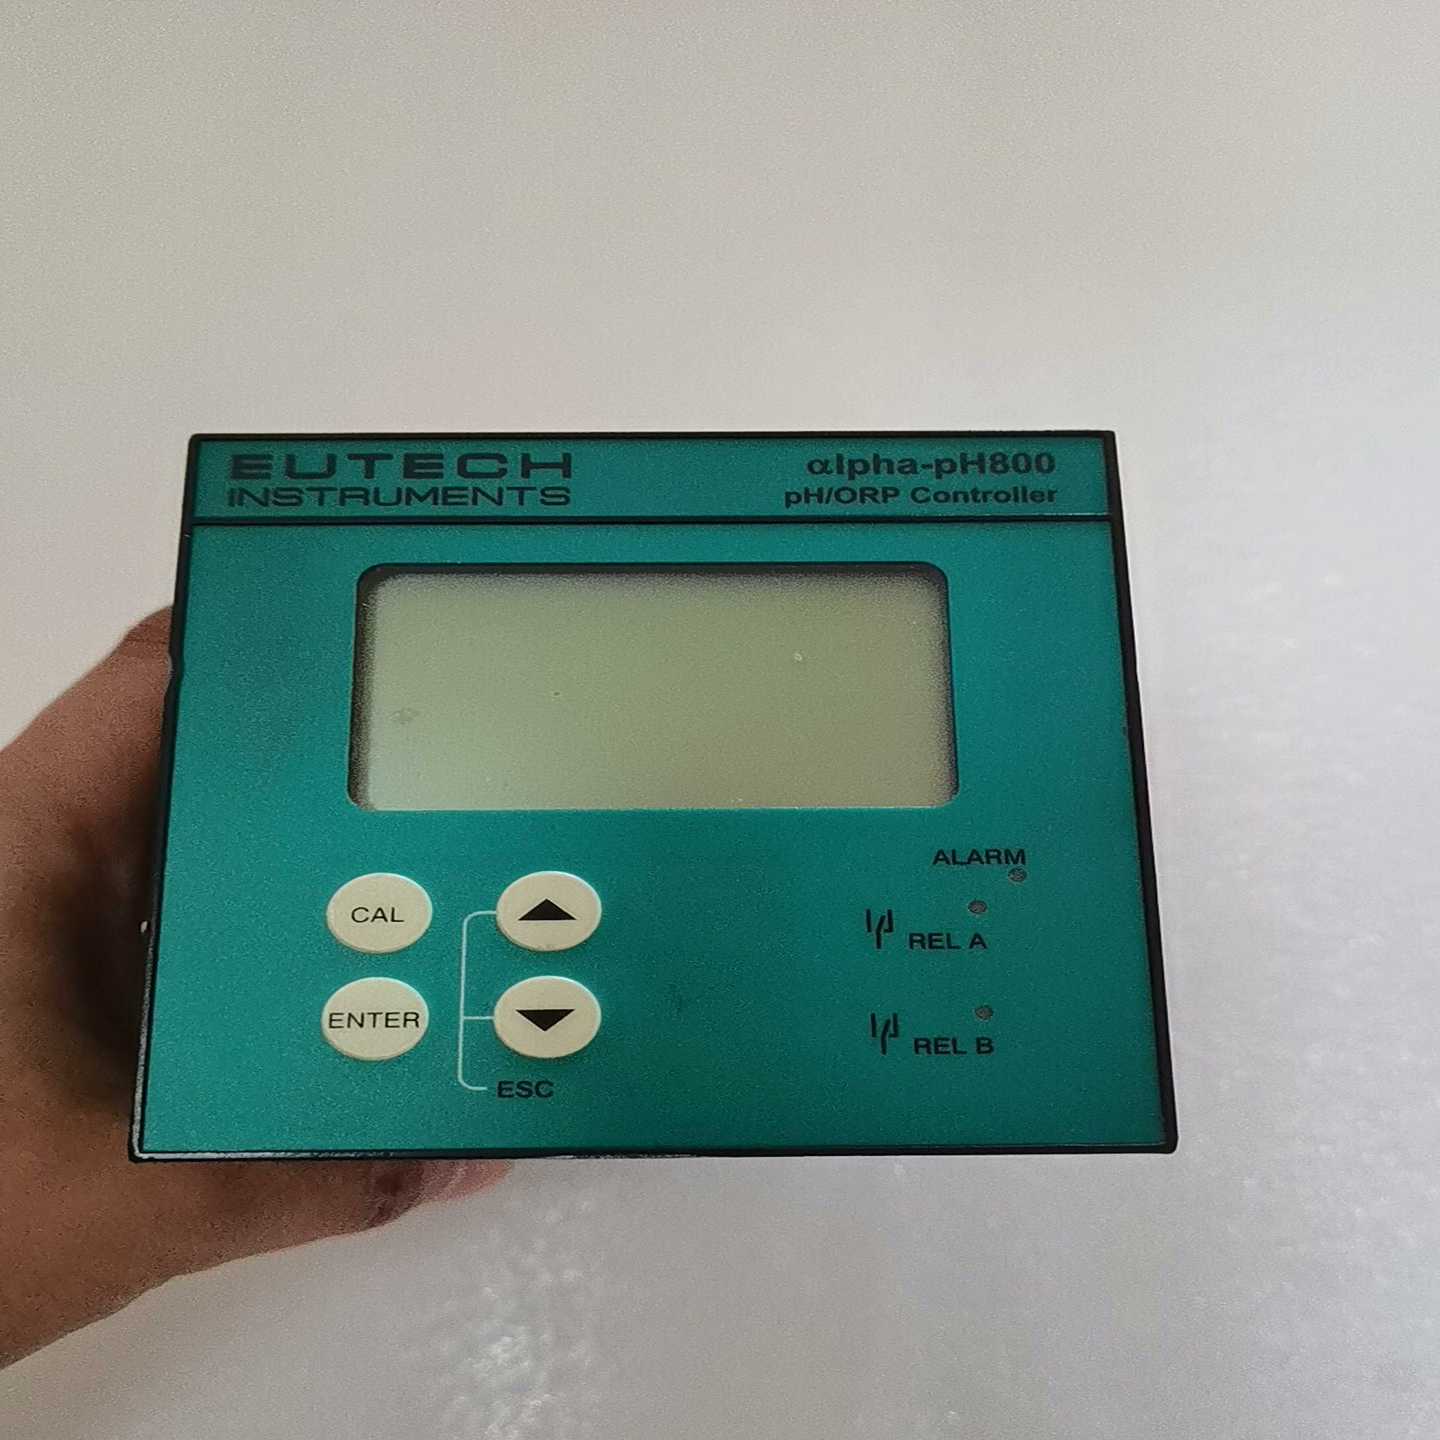 EUTECH
INSTRUMENTS
αlpha-pH800
pH/ORP Controller
ALARM
CAL
REL A
ENTER
REL B
ESC